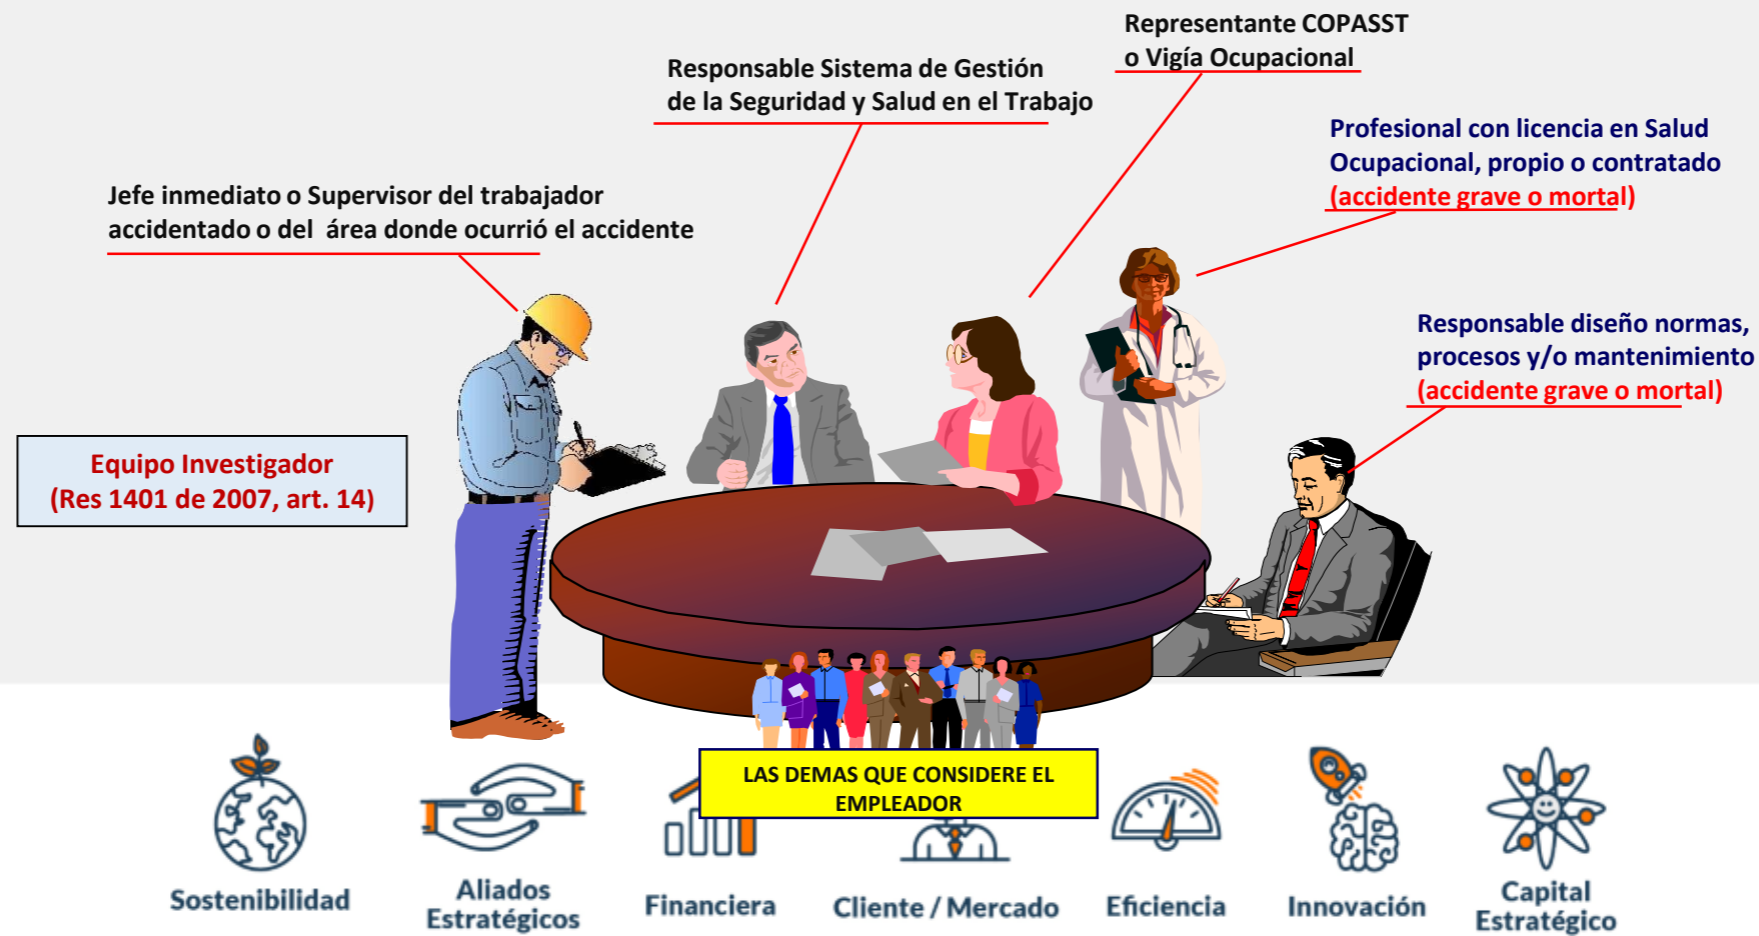 Representante COPASST
o Vigía Ocupacional
Responsable Sistema de Gestión
de la Seguridad y Salud en el Trabajo
Profesional con licencia en Salud
Ocupacional, propio o contratado
(accidente grave o mortal)
Jefe inmediato o Supervisor del trabajador
accidentado o del área donde ocurrió el accidente
Responsable diseño normas,
procesos y/o mantenimiento
(accidente grave o mortal)
Equipo Investigador
(Res 1401 de 2007, art. 14)
LAS DEMAS QUE CONSIDERE EL
EMPLEADOR
Sostenibilidad
Aliados
Estratégicos
Financiera
Cliente / Mercado
Eficiencia
Innovación
Capital
Estratégico